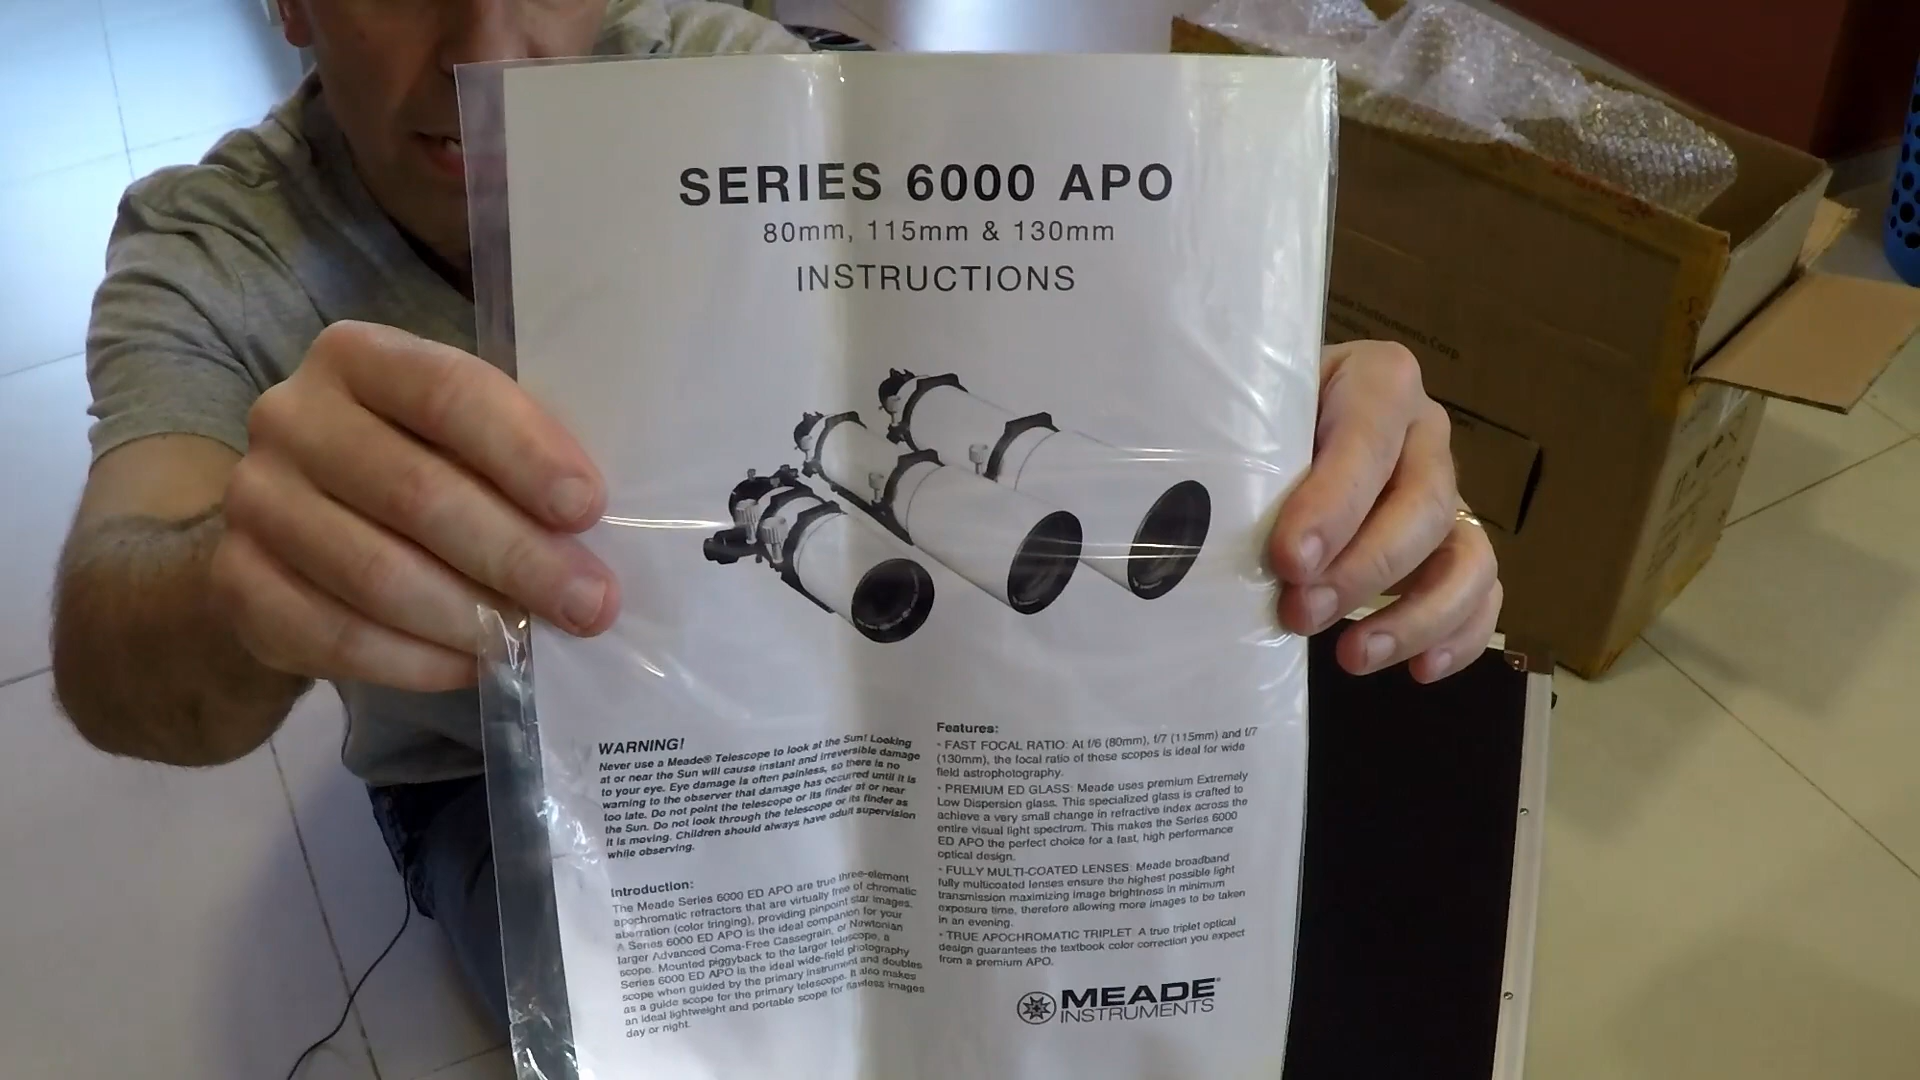 SERIES 6000 APO
80mm, 115mm & 130mm
INSTRUCTIONS
WARNING!
Never use a Meade® Telescope to look at the Sun! Looking
at or near the Sun will cause instant and irreversible damage
to your eye. Eye damage is often painless, so there is no
warning to the observer that damage has occurred until it is
too late. Do not point the telescope or its finder at or near
the Sun. Do not look through the telescope or its finder as
it is moving. Children should always have adult supervision
while observing.
Introduction:
The Meade Series 6000 ED APO are true three-element
apochromatic refractors that are virtually free of chromatic
aberration (color fringing), providing pinpoint star images.
A Series 6000 ED APO is the ideal companion for your
larger Advanced Coma-Free Cassegrain, or Newtonian
scope. Mounted piggyback to the larger telescope, a
Series 6000 ED APO is the ideal wide-field photography
scope when guided by the primary instrument and doubles
as a guide scope for the primary telescope. It also makes
an ideal lightweight and portable scope for flawless images
day or night.
Features:
• FAST FOCAL RATIO: At f/6 (80mm), f/7 (115mm) and f/7
(130mm), the focal ratio of these scopes is ideal for wide
field astrophotography.
• PREMIUM ED GLASS: Meade uses premium Extremely
Low Dispersion glass. This specialized glass is crafted to
achieve a very small change in refractive index across the
entire visual light spectrum. This makes the Series 6000
ED APO the perfect choice for a fast, high performance
optical design.
• FULLY MULTI-COATED LENSES: Meade broadband
fully multicoated lenses ensure the highest possible light
transmission maximizing image brightness in minimum
exposure time, therefore allowing more images to be taken
in an evening.
• TRUE APOCHROMATIC TRIPLET: A true triplet optical
design guarantees the textbook color correction you expect
from a premium APO.
MEADE®
INSTRUMENTS
Instruments Corp